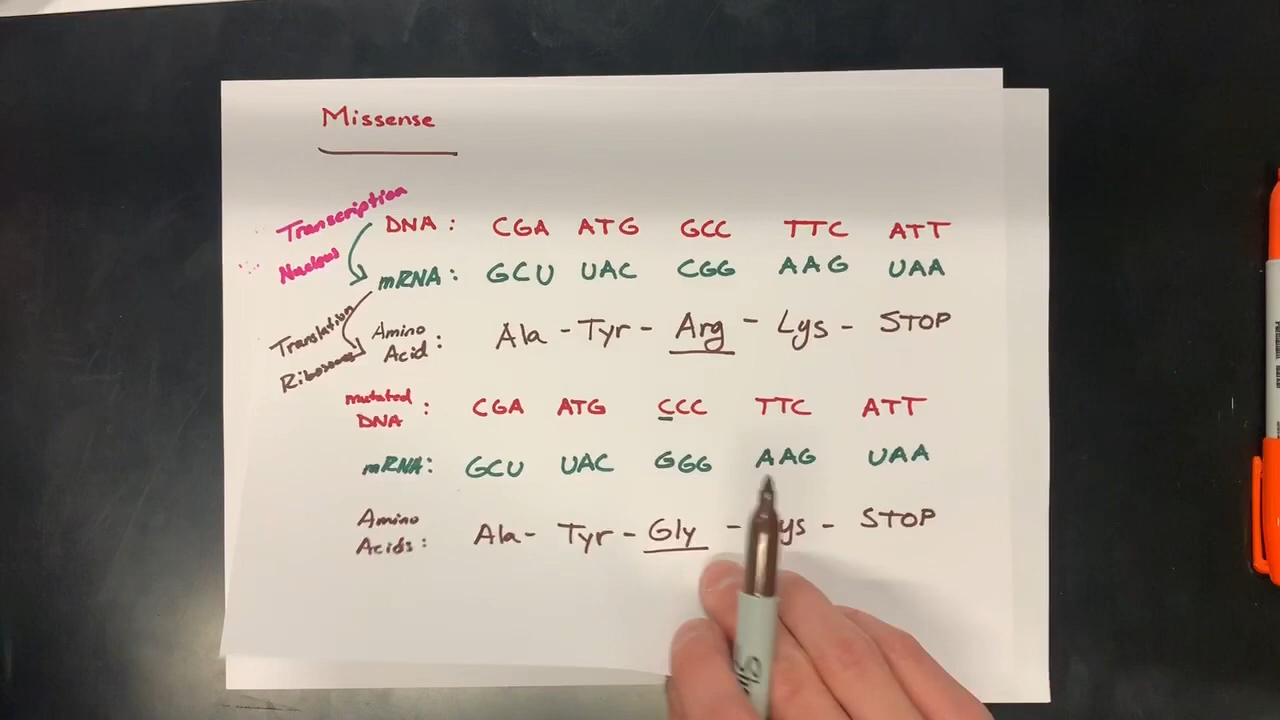 Missense
Transcription
Nucleus
DNA : CGA ATG GCC TTC ATT
mRNA : GCU UAC CGG AAG UAA
Translation
Ribosome
Amino
Acid : Ala - Tyr - Arg - Lys - STOP
mutated
DNA : CGA ATG CCC TTC ATT
mRNA : GCU UAC GGG AAG UAA
Amino
Acids : Ala - Tyr - Gly - ys - STOP